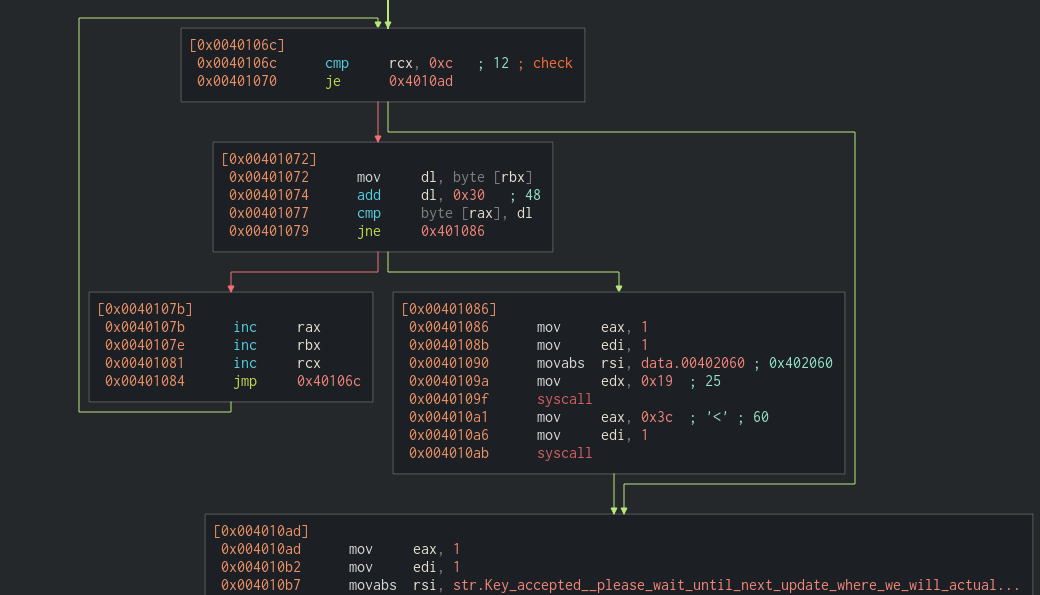 [0x0040106c]
0x0040106c cmp rcx, 0xc ; 12 ; check
0x00401070 je 0x4010ad
[0x00401072]
0x00401072 mov dl, byte [rbx]
0x00401074 add dl, 0x30 ; 48
0x00401077 cmp byte [rax], dl
0x00401079 jne 0x401086
[0x0040107b]
0x0040107b inc rax
0x0040107e inc rbx
0x00401081 inc rcx
0x00401084 jmp 0x40106c
[0x00401086]
0x00401086 mov eax, 1
0x0040108b mov edi, 1
0x00401090 movabs rsi, data.00402060 ; 0x402060
0x0040109a mov edx, 0x19 ; 25
0x0040109f syscall
0x004010a1 mov eax, 0x3c ; '<' ; 60
0x004010a6 mov edi, 1
0x004010ab syscall
[0x004010ad]
0x004010ad mov eax, 1
0x004010b2 mov edi, 1
0x004010b7 movabs rsi, str.Key_accepted__please_wait_until_next_update_where_we_will_actual...